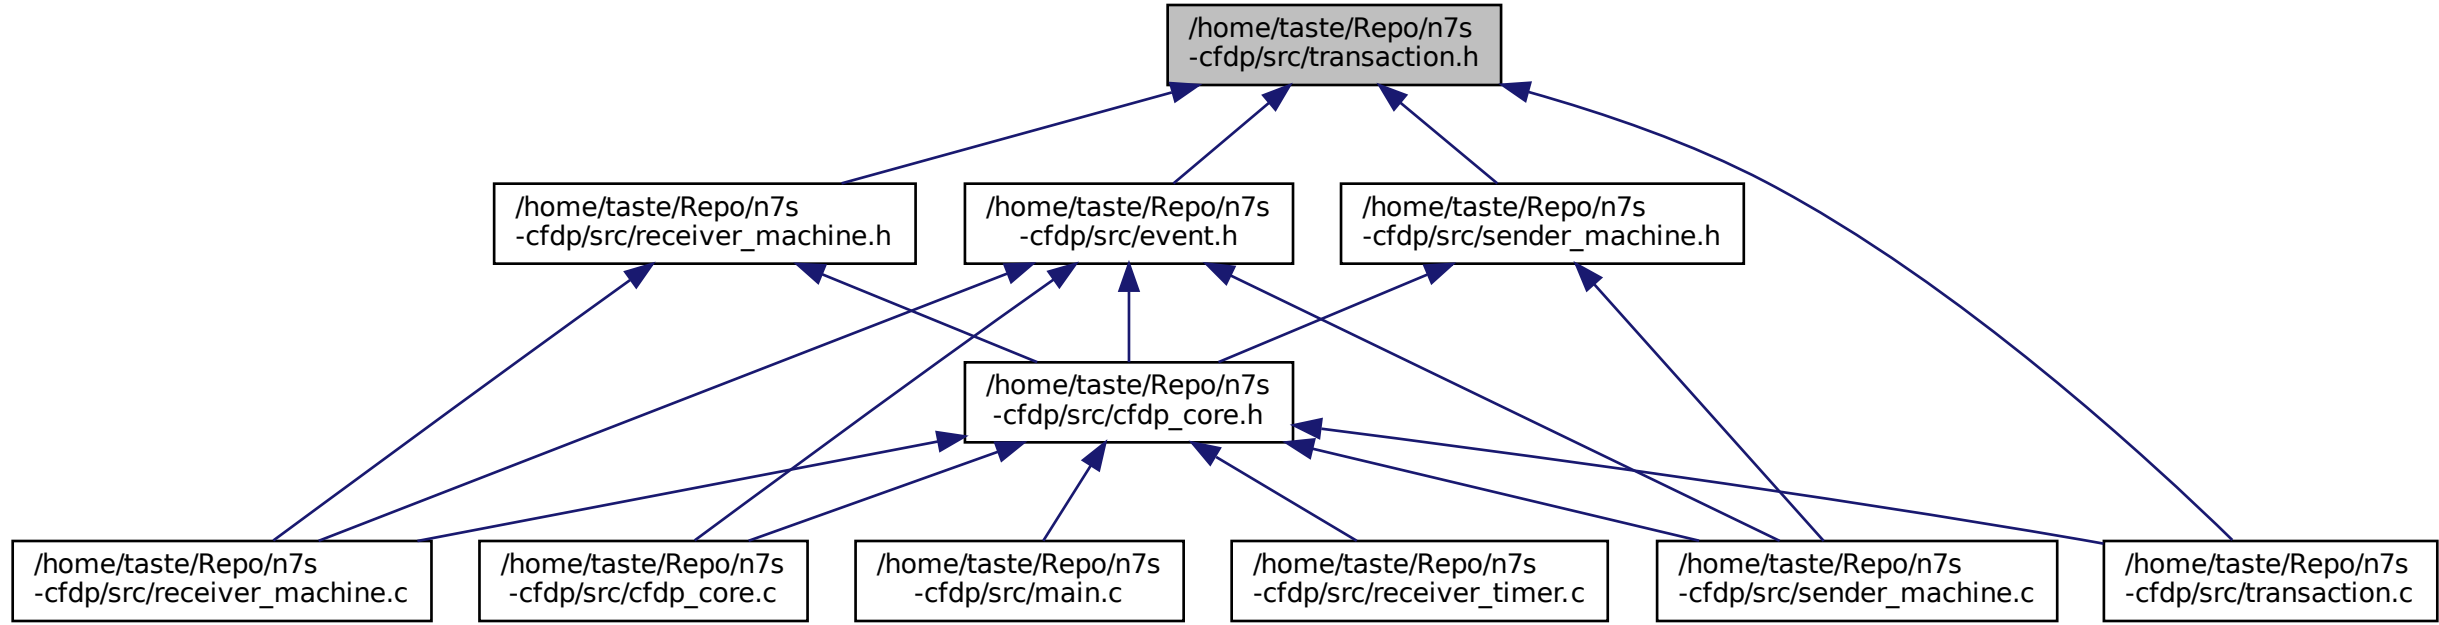 /home/taste/Repo/n7s
-cfdp/src/transaction.h
/home/taste/Repo/n7s
-cfdp/src/receiver_machine.h
/home/taste/Repo/n7s
-cfdp/src/event.h
/home/taste/Repo/n7s
-cfdp/src/sender_machine.h
/home/taste/Repo/n7s
-cfdp/src/cfdp_core.h
/home/taste/Repo/n7s
-cfdp/src/receiver_machine.c
/home/taste/Repo/n7s
-cfdp/src/cfdp_core.c
/home/taste/Repo/n7s
-cfdp/src/main.c
/home/taste/Repo/n7s
-cfdp/src/receiver_timer.c
/home/taste/Repo/n7s
-cfdp/src/sender_machine.c
/home/taste/Repo/n7s
-cfdp/src/transaction.c